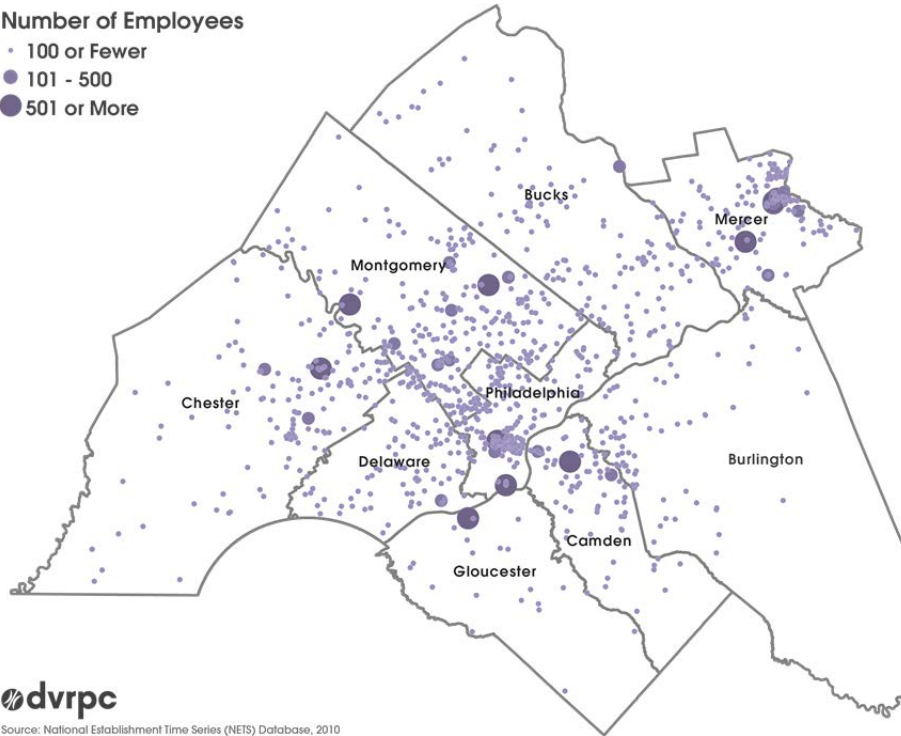 Number of Employees
100 or Fewer
101 - 500
501 or More
Bucks
Mercer
Montgomery
Philadelphia
Chester
Delaware
Burlington
Camden
Gloucester
dvrpc
Source: National Establishment Time Series (NETS) Database, 2010